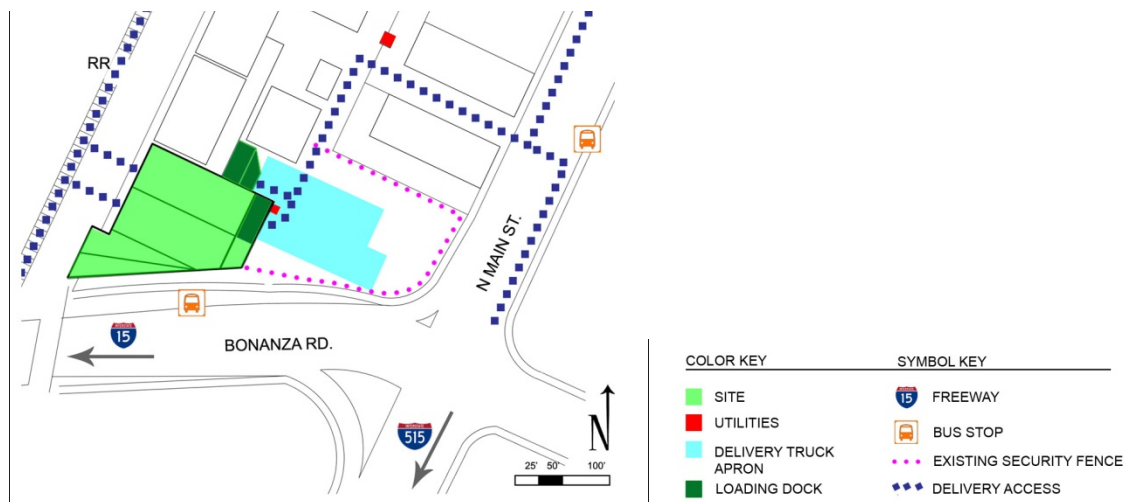 RR
N MAIN ST.
15
BONANZA RD.
515
N
25' 50' 100'
COLOR KEY
SITE
UTILITIES
DELIVERY TRUCK
APRON
LOADING DOCK
SYMBOL KEY
15 FREEWAY
BUS STOP
EXISTING SECURITY FENCE
DELIVERY ACCESS